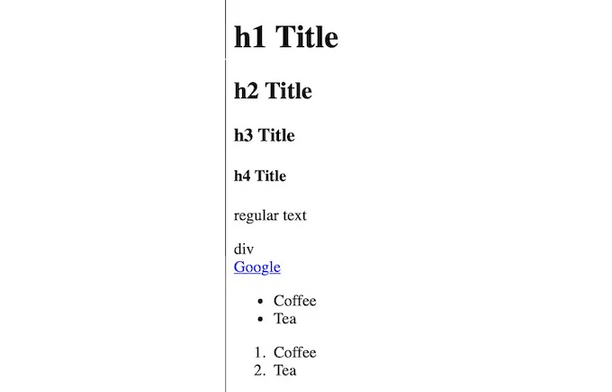 h1 Title
h2 Title
h3 Title
h4 Title
regular text
div
Google
• Coffee
• Tea
1. Coffee
2. Tea